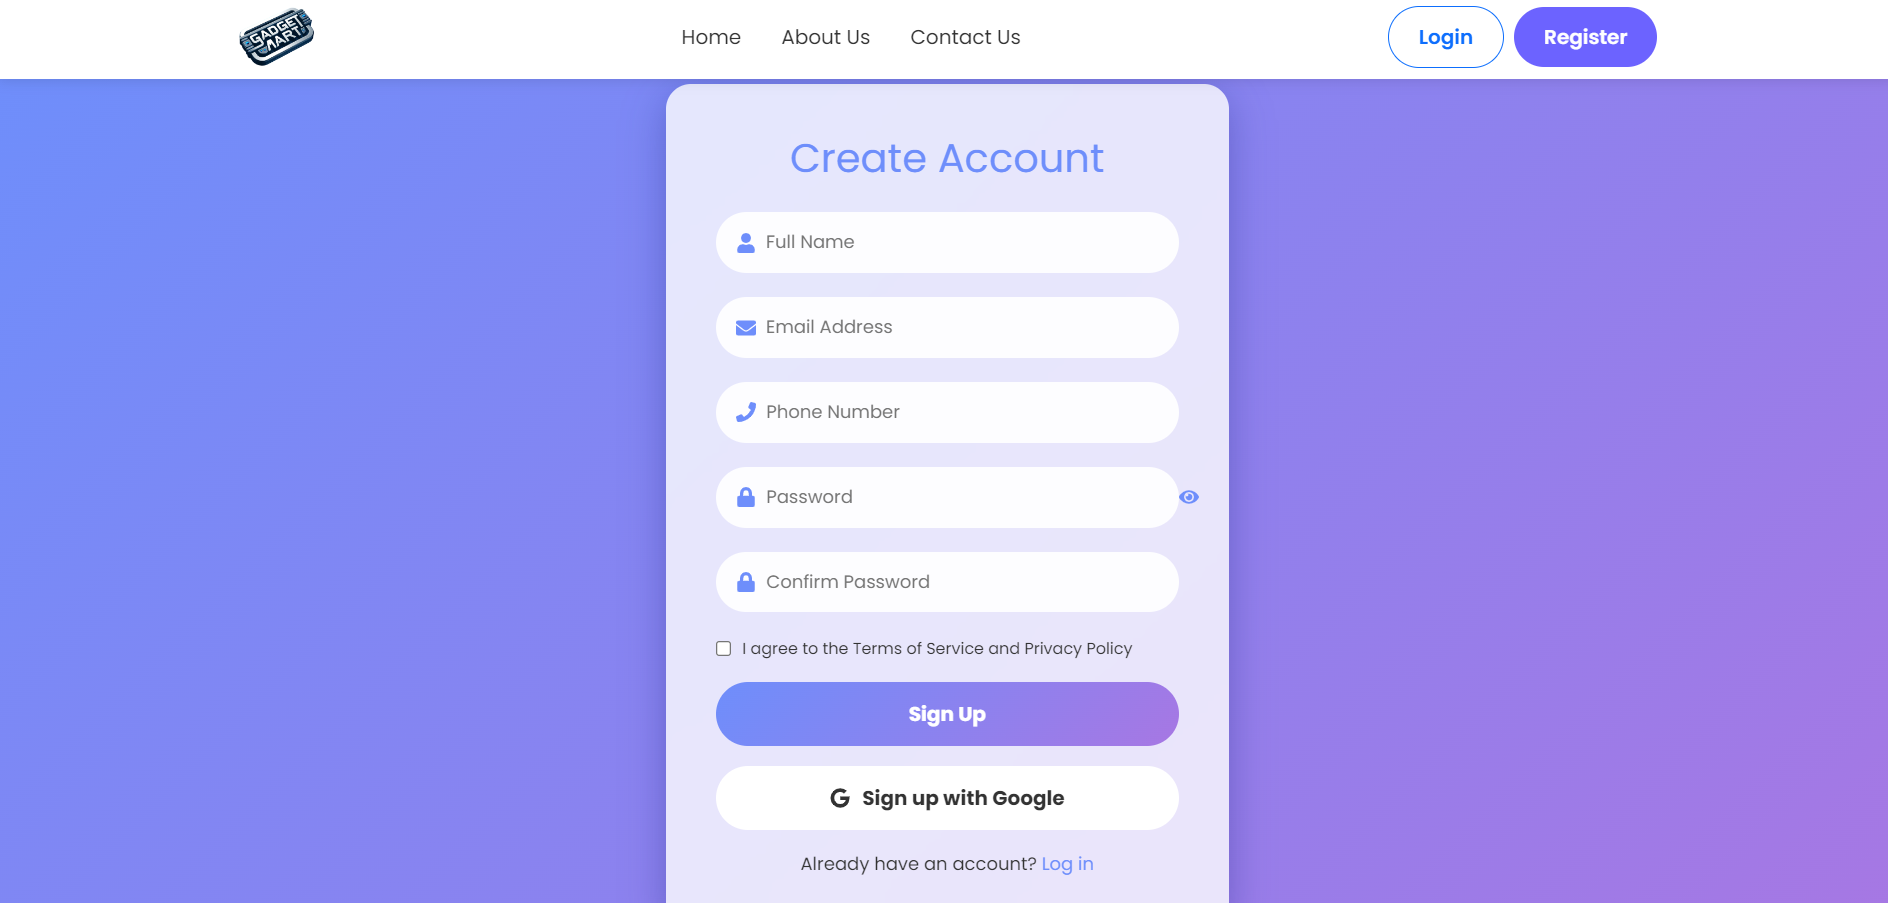 GADGET
MART
Home About Us Contact Us
Login Register
Create Account
Full Name
Email Address
Phone Number
Password
Confirm Password
I agree to the Terms of Service and Privacy Policy
Sign Up
G Sign up with Google
Already have an account? Log in